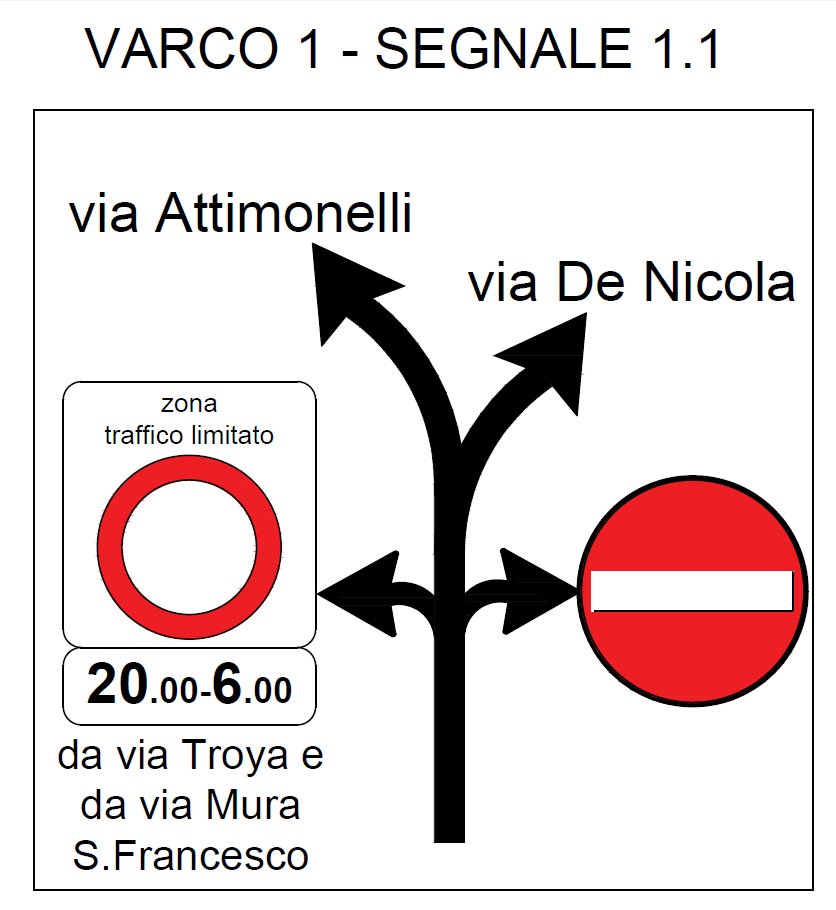 VARCO 1 - SEGNALE 1.1
via Attimonelli
via De Nicola
zona
traffico limitato
20.00-6.00
da via Troya e
da via Mura
S.Francesco